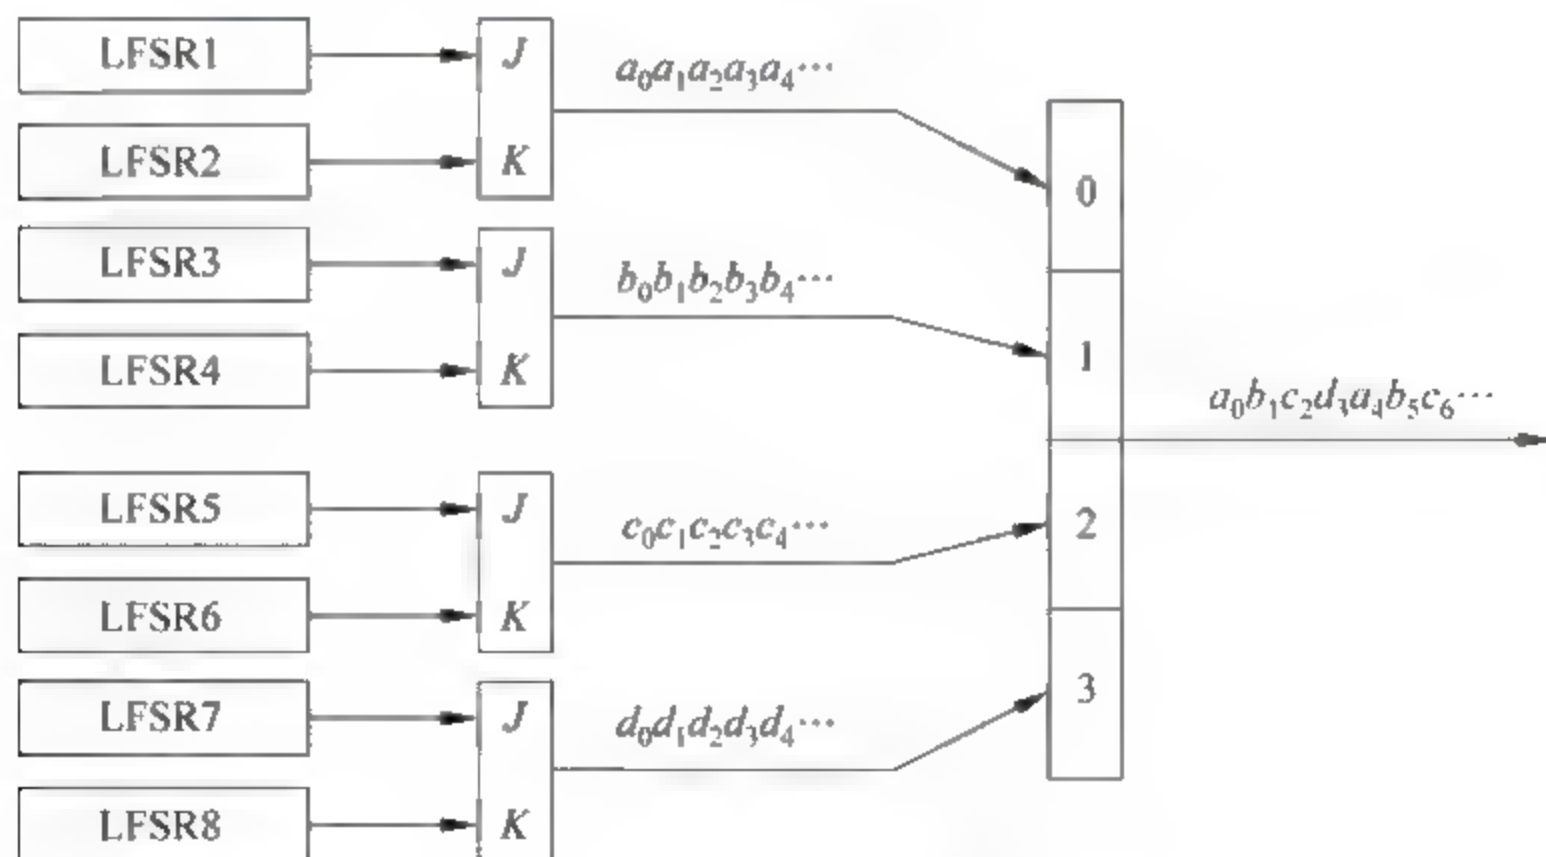 LFSR1
J
a₀a₁a₂a₃a₄⋯
LFSR2
K
0
LFSR3
J
b₀b₁b₂b₃b₄⋯
LFSR4
K
1
a₀b₁c₂d₃a₄b₅c₆⋯
LFSR5
J
c₀c₁c₂c₃c₄⋯
2
LFSR6
K
LFSR7
J
d₀d₁d₂d₃d₄⋯
3
LFSR8
K